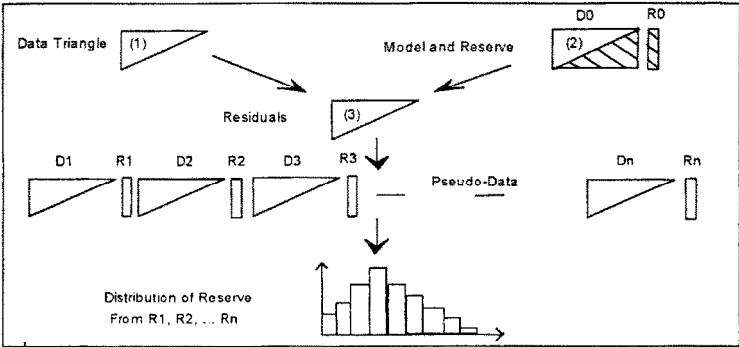 D0 R0
Data Triangle (1)
Model and Reserve (2)
Residuals (3)
D1 R1 D2 R2 D3 R3 Dn Rn
Pseudo-Data
Distribution of Reserve
From R1, R2, ... Rn